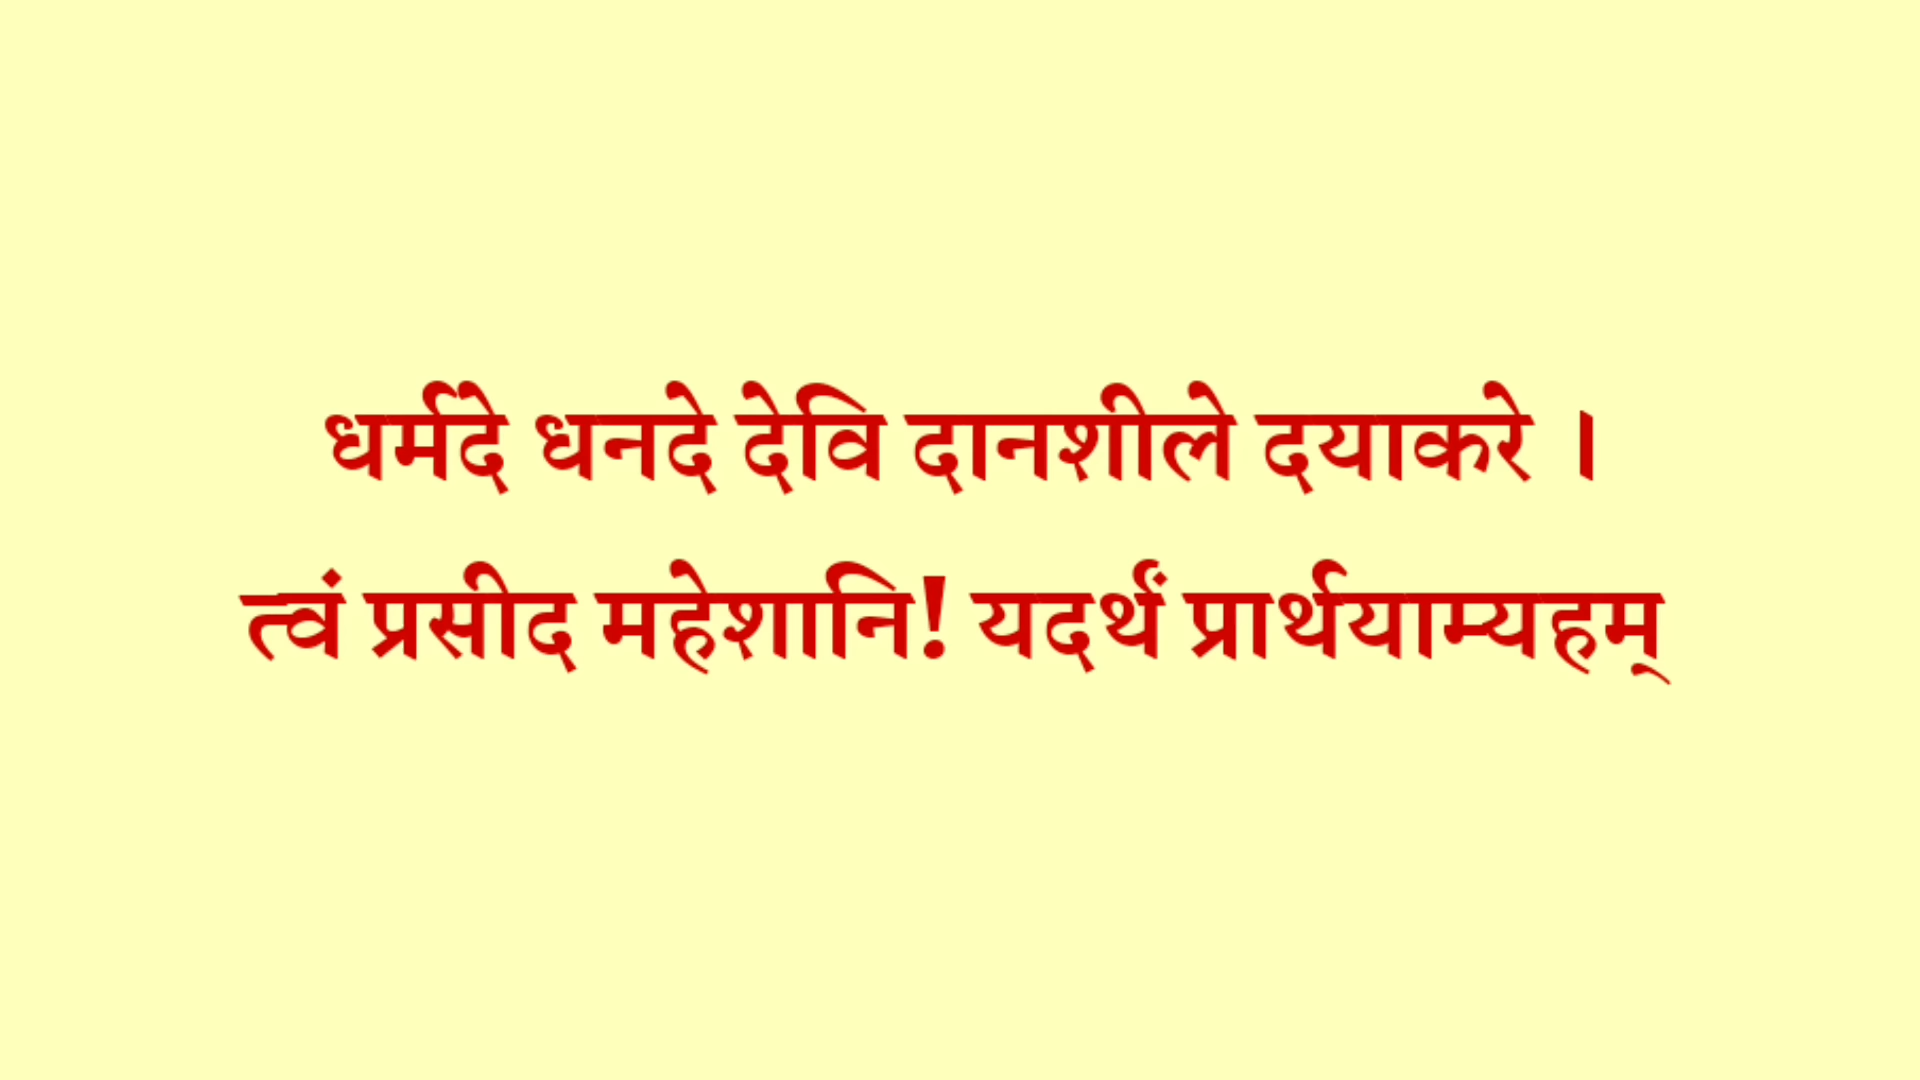 धर्मदे धनदे देवि दानशीले दयाकरे ।
त्वं प्रसीद महेशानि! यदर्थं प्रार्थयाम्यहम्